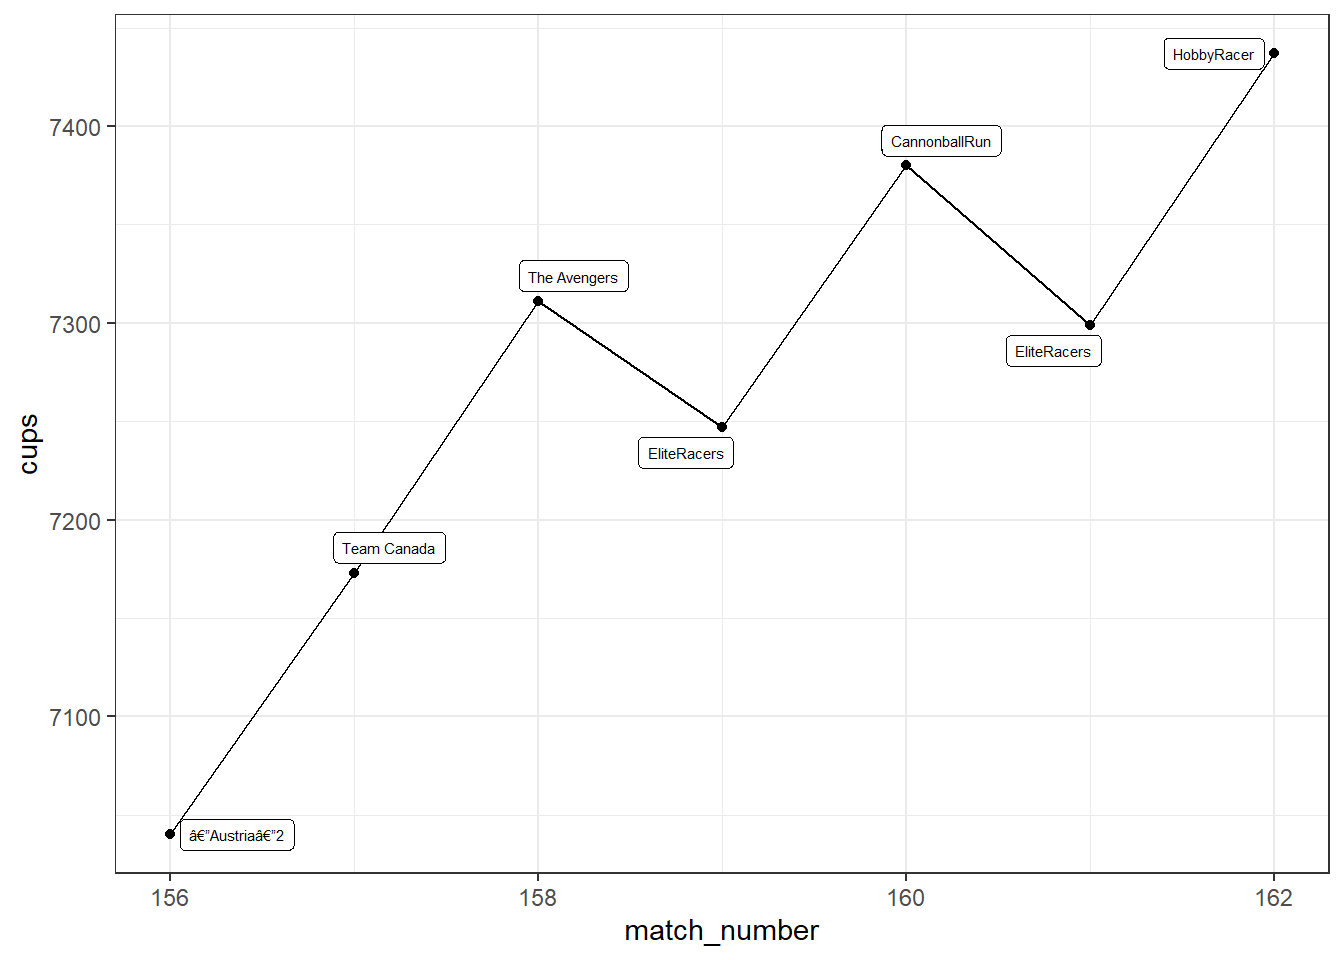 HobbyRacer
7400
CannonballRun
The Avengers
7300
EliteRacers
cups
EliteRacers
7200
Team Canada
7100
â€”Austriaâ€”2
156
158
160
162
match_number